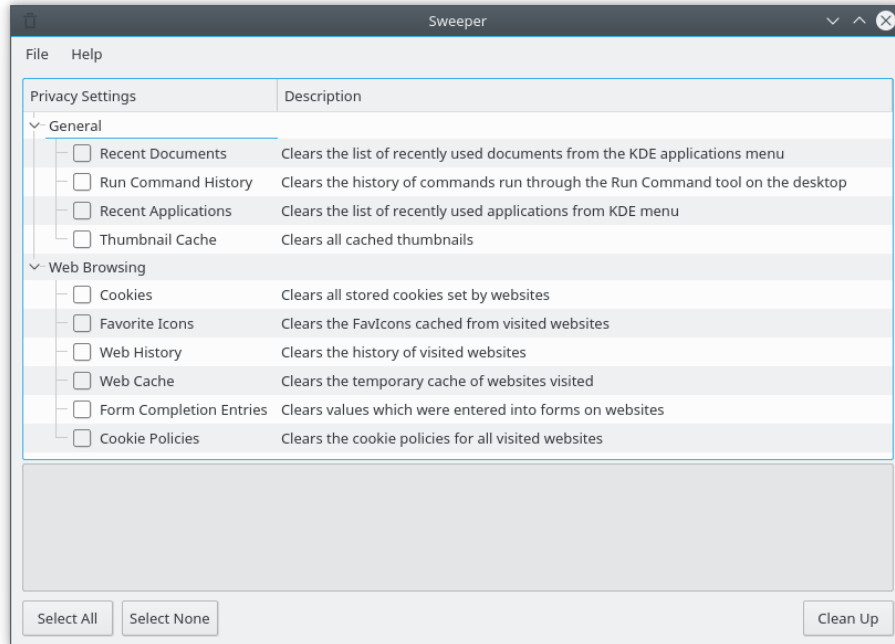 Sweeper
File Help
Privacy Settings Description
General
Recent Documents Clears the list of recently used documents from the KDE applications menu
Run Command History Clears the history of commands run through the Run Command tool on the desktop
Recent Applications Clears the list of recently used applications from KDE menu
Thumbnail Cache Clears all cached thumbnails
Web Browsing
Cookies Clears all stored cookies set by websites
Favorite Icons Clears the FavIcons cached from visited websites
Web History Clears the history of visited websites
Web Cache Clears the temporary cache of websites visited
Form Completion Entries Clears values which were entered into forms on websites
Cookie Policies Clears the cookie policies for all visited websites
Select All Select None Clean Up